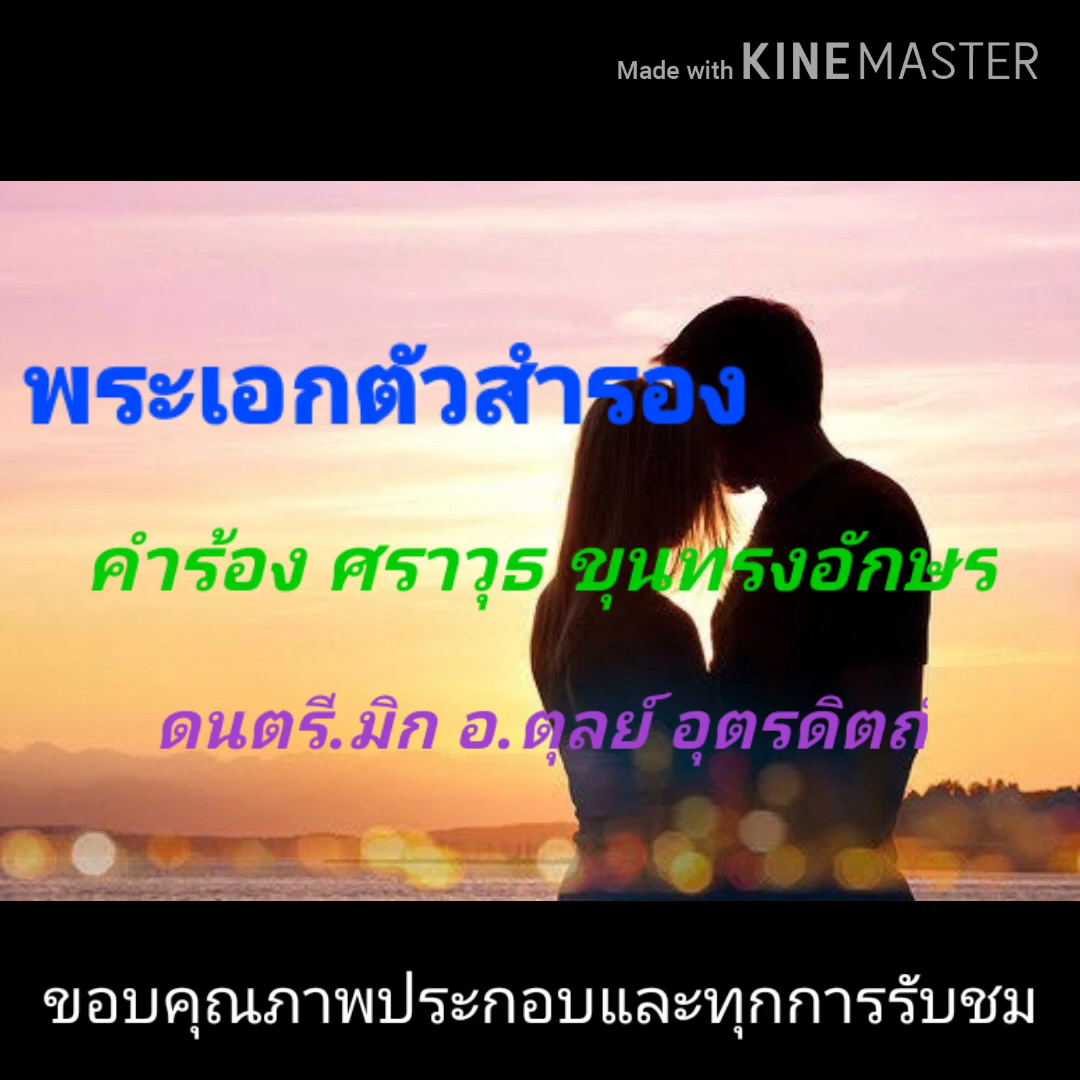 Made with KINEMASTER
พระเอกตัวสำรอง
คำร้อง ศราวุธ ขุนทรงอักษร
ดนตรี.มิก อ.ตุลย์ อุตรดิตถ์
ขอบคุณภาพประกอบและทุกการรับชม